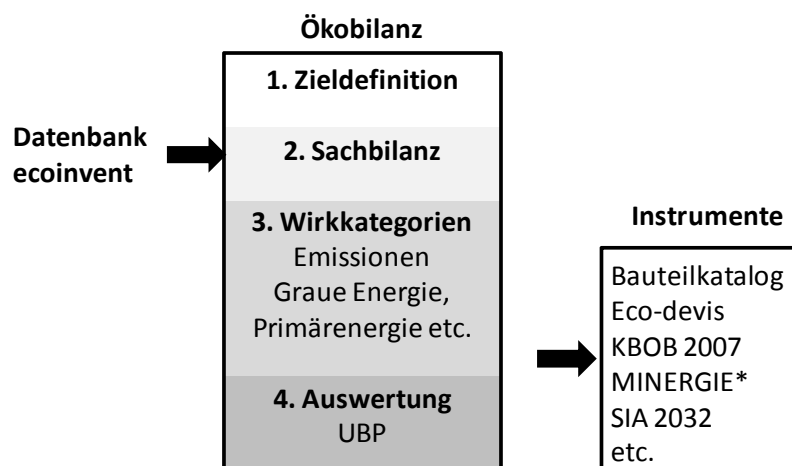 Ökobilanz
1. Zieldefinition
Datenbank
ecoinvent
2. Sachbilanz
3. Wirkkategorien
Emissionen
Graue Energie,
Primärenergie etc.
4. Auswertung
UBP
Instrumente
Bauteilkatalog
Eco-devis
KBOB 2007
MINERGIE*
SIA 2032
etc.